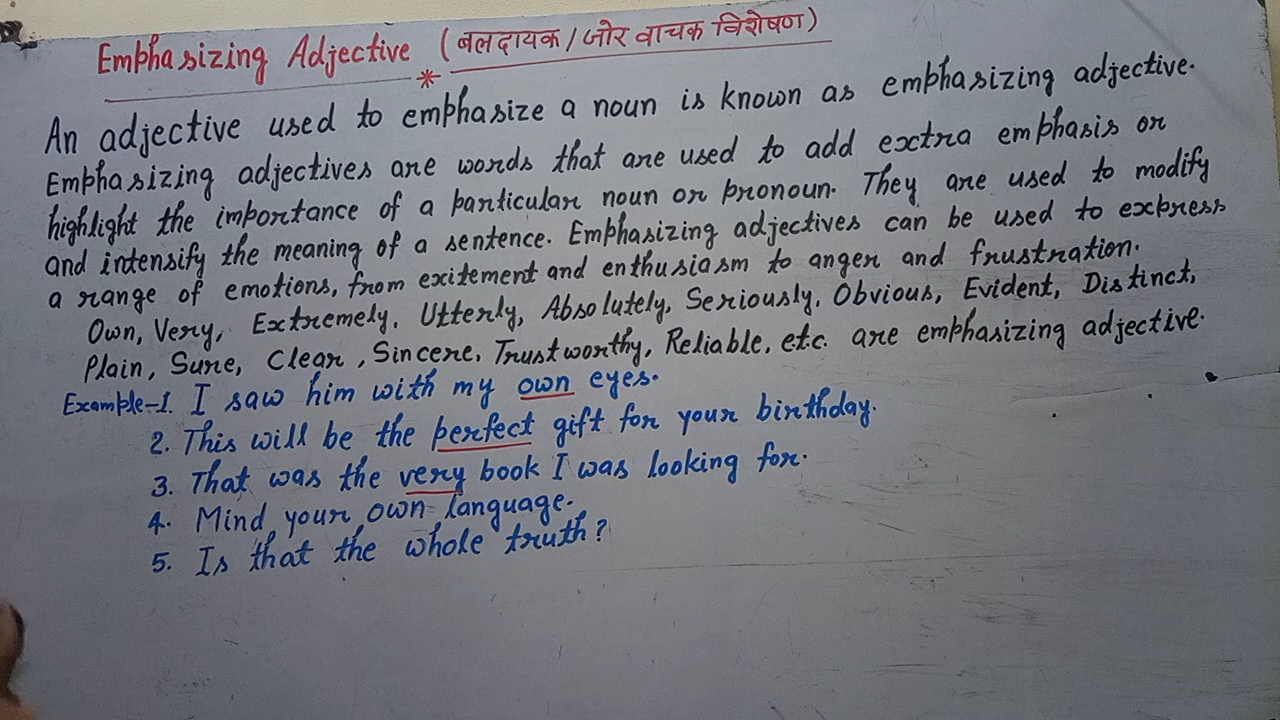 Emphasizing Adjective (बलदायक / जोर वाचक विशेषण)
*
An adjective used to emphasize a noun is known as emphasizing adjective.
Emphasizing adjectives are words that are used to add extra emphasis or
highlight the importance of a particular noun or pronoun. They are used to modify
and intensify the meaning of a sentence. Emphasizing adjectives can be used to express
a range of emotions, from excitement and enthusiasm to anger and frustration.
Own, Very, Extremely, Utterly, Absolutely, Seriously, Obvious, Evident, Distinct,
Plain, Sure, Clear, Sincere, Trustworthy, Reliable, etc. are emphasizing adjective.
Example-1. I saw him with my own eyes.
2. This will be the perfect gift for your birthday.
3. That was the very book I was looking for.
4. Mind your own language.
5. Is that the whole truth?